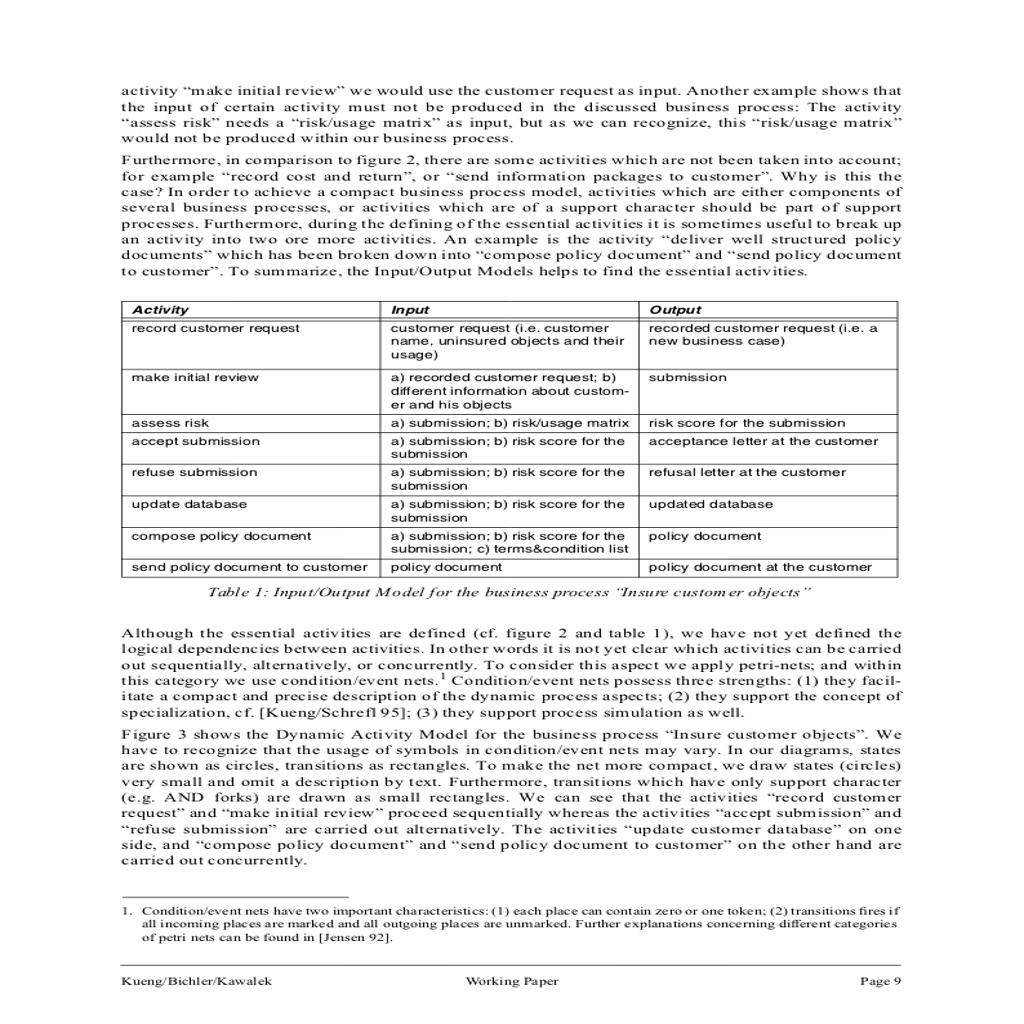 activity “make initial review” we would use the customer request as input. Another example shows that
the input of certain activity must not be produced in the discussed business process: The activity
“assess risk” needs a “risk/usage matrix” as input, but as we can recognize, this “risk/usage matrix”
would not be produced within our business process.
Furthermore, in comparison to figure 2, there are some activities which are not been taken into account;
for example “record cost and return”, or “send information packages to customer”. Why is this the
case? In order to achieve a compact business process model, activities which are either components of
several business processes, or activities which are of a support character should be part of support
processes. Furthermore, during the defining of the essential activities it is sometimes useful to break up
an activity into two ore more activities. An example is the activity “deliver well structured policy
documents” which has been broken down into “compose policy document” and “send policy document
to customer”. To summarize, the Input/Output Models helps to find the essential activities.
Activity Input Output
record customer request customer request (i.e. customer recorded customer request (i.e. a
name, uninsured objects and their new business case)
usage)
make initial review a) recorded customer request; b) submission
different information about custom-
er and his objects
assess risk a) submission; b) risk/usage matrix risk score for the submission
accept submission a) submission; b) risk score for the acceptance letter at the customer
submission
refuse submission a) submission; b) risk score for the refusal letter at the customer
submission
update database a) submission; b) risk score for the updated database
submission
compose policy document a) submission; b) risk score for the policy document
submission; c) terms&condition list
send policy document to customer policy document policy document at the customer
Table 1: Input/Output Model for the business process “Insure customer objects”
Although the essential activities are defined (cf. figure 2 and table 1), we have not yet defined the
logical dependencies between activities. In other words it is not yet clear which activities can be carried
out sequentially, alternatively, or concurrently. To consider this aspect we apply petri-nets; and within
this category we use condition/event nets.1 Condition/event nets possess three strengths: (1) they facil-
itate a compact and precise description of the dynamic process aspects; (2) they support the concept of
specialization, cf. [Kueng/Schrefl 95]; (3) they support process simulation as well.
Figure 3 shows the Dynamic Activity Model for the business process “Insure customer objects”. We
have to recognize that the usage of symbols in condition/event nets may vary. In our diagrams, states
are shown as circles, transitions as rectangles. To make the net more compact, we draw states (circles)
very small and omit a description by text. Furthermore, transitions which have only support character
(e.g. AND forks) are drawn as small rectangles. We can see that the activities “record customer
request” and “make initial review” proceed sequentially whereas the activities “accept submission” and
“refuse submission” are carried out alternatively. The activities “update customer database” on one
side, and “compose policy document” and “send policy document to customer” on the other hand are
carried out concurrently.
1. Condition/event nets have two important characteristics: (1) each place can contain zero or one token; (2) transitions fires if
all incoming places are marked and all outgoing places are unmarked. Further explanations concerning different categories
of petri nets can be found in [Jensen 92].
Kueng/Bichler/Kawalek Working Paper Page 9